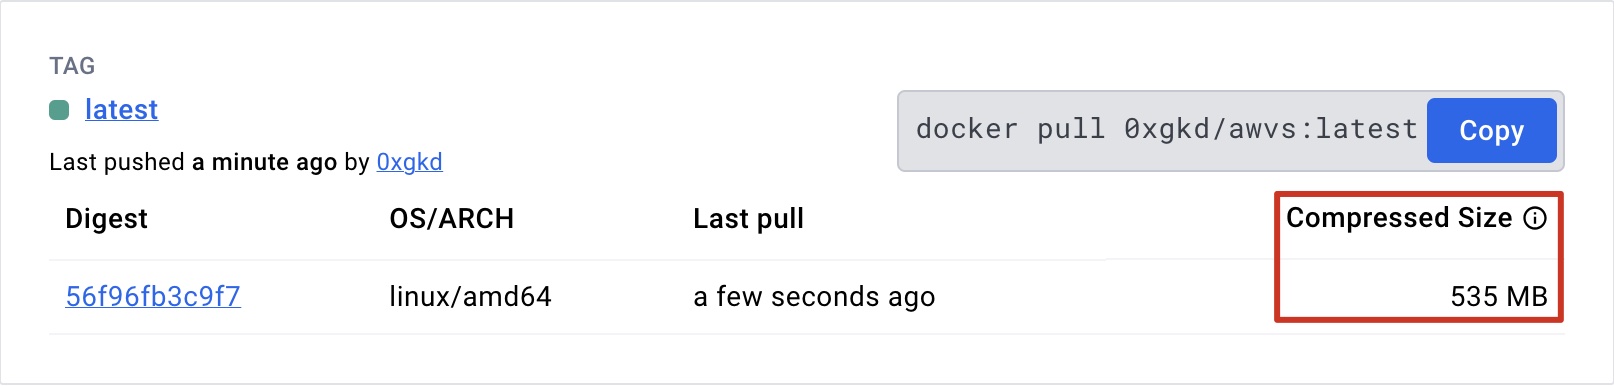 TAG
latest
docker pull 0xgkd/awvs:latest Copy
Last pushed a minute ago by 0xgkd
Digest OS/ARCH Last pull Compressed Size
56f96fb3c9f7 linux/amd64 a few seconds ago 535 MB